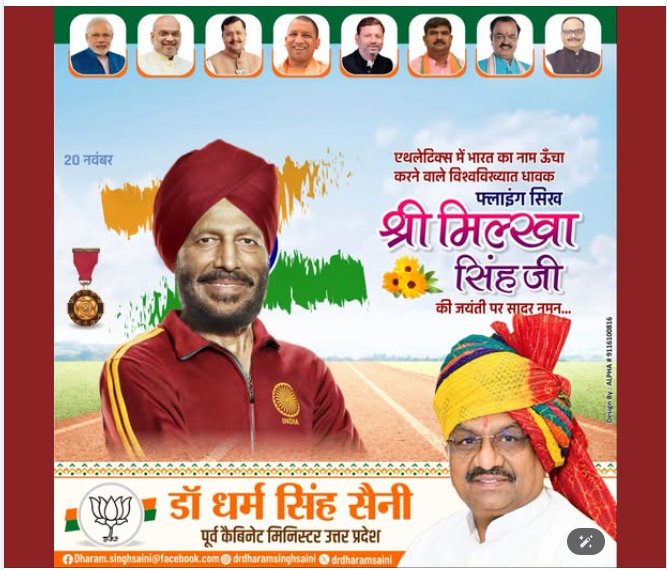 20 नवंबर
एथलेटिक्स में भारत का नाम ऊँचा
करने वाले विश्वविख्यात धावक
फ्लाइंग सिख
श्री मिल्खा
सिंह जी
की जयंती पर सादर नमन...
INDIA
Design By : ALPHA # 9116100816
डॉ धर्म सिंह सैनी
पूर्व कैबिनेट मिनिस्टर उत्तर प्रदेश
Dharam.singhsaini@facebook.com drdharamsinghsaini drdharamsaini